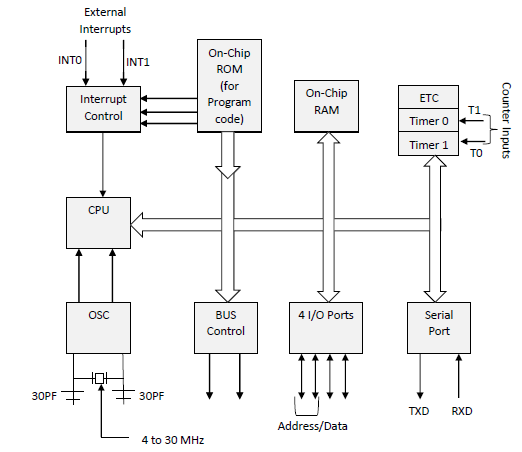 External
Interrupts
INT0
INT1
Interrupt
Control
On-Chip
ROM
(for
Program
code)
On-Chip
RAM
ETC
Timer 0
Timer 1
T1
T0
Counter Inputs
CPU
OSC
BUS
Control
4 I/O Ports
Serial
Port
30PF
30PF
4 to 30 MHz
Address/Data
TXD
RXD